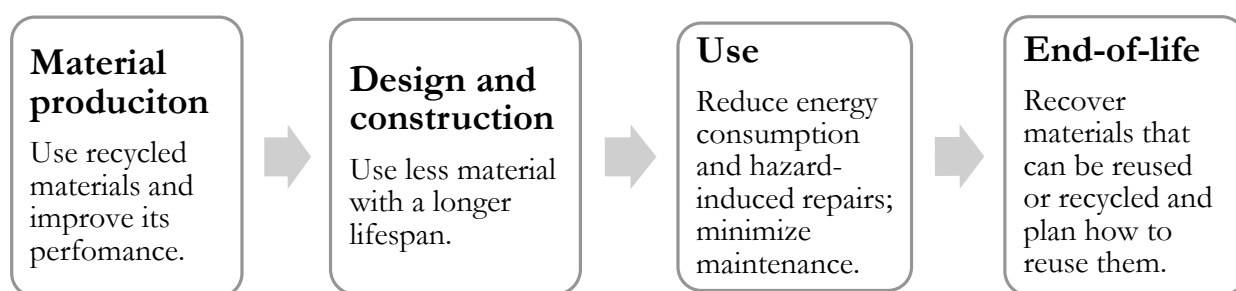 Material
produciton
Use recycled
materials and
improve its
perfomance.
Design and
construction
Use less material
with a longer
lifespan.
Use
Reduce energy
consumption
and hazard-
induced repairs;
minimize
maintenance.
End-of-life
Recover
materials that
can be reused
or recycled and
plan how to
reuse them.